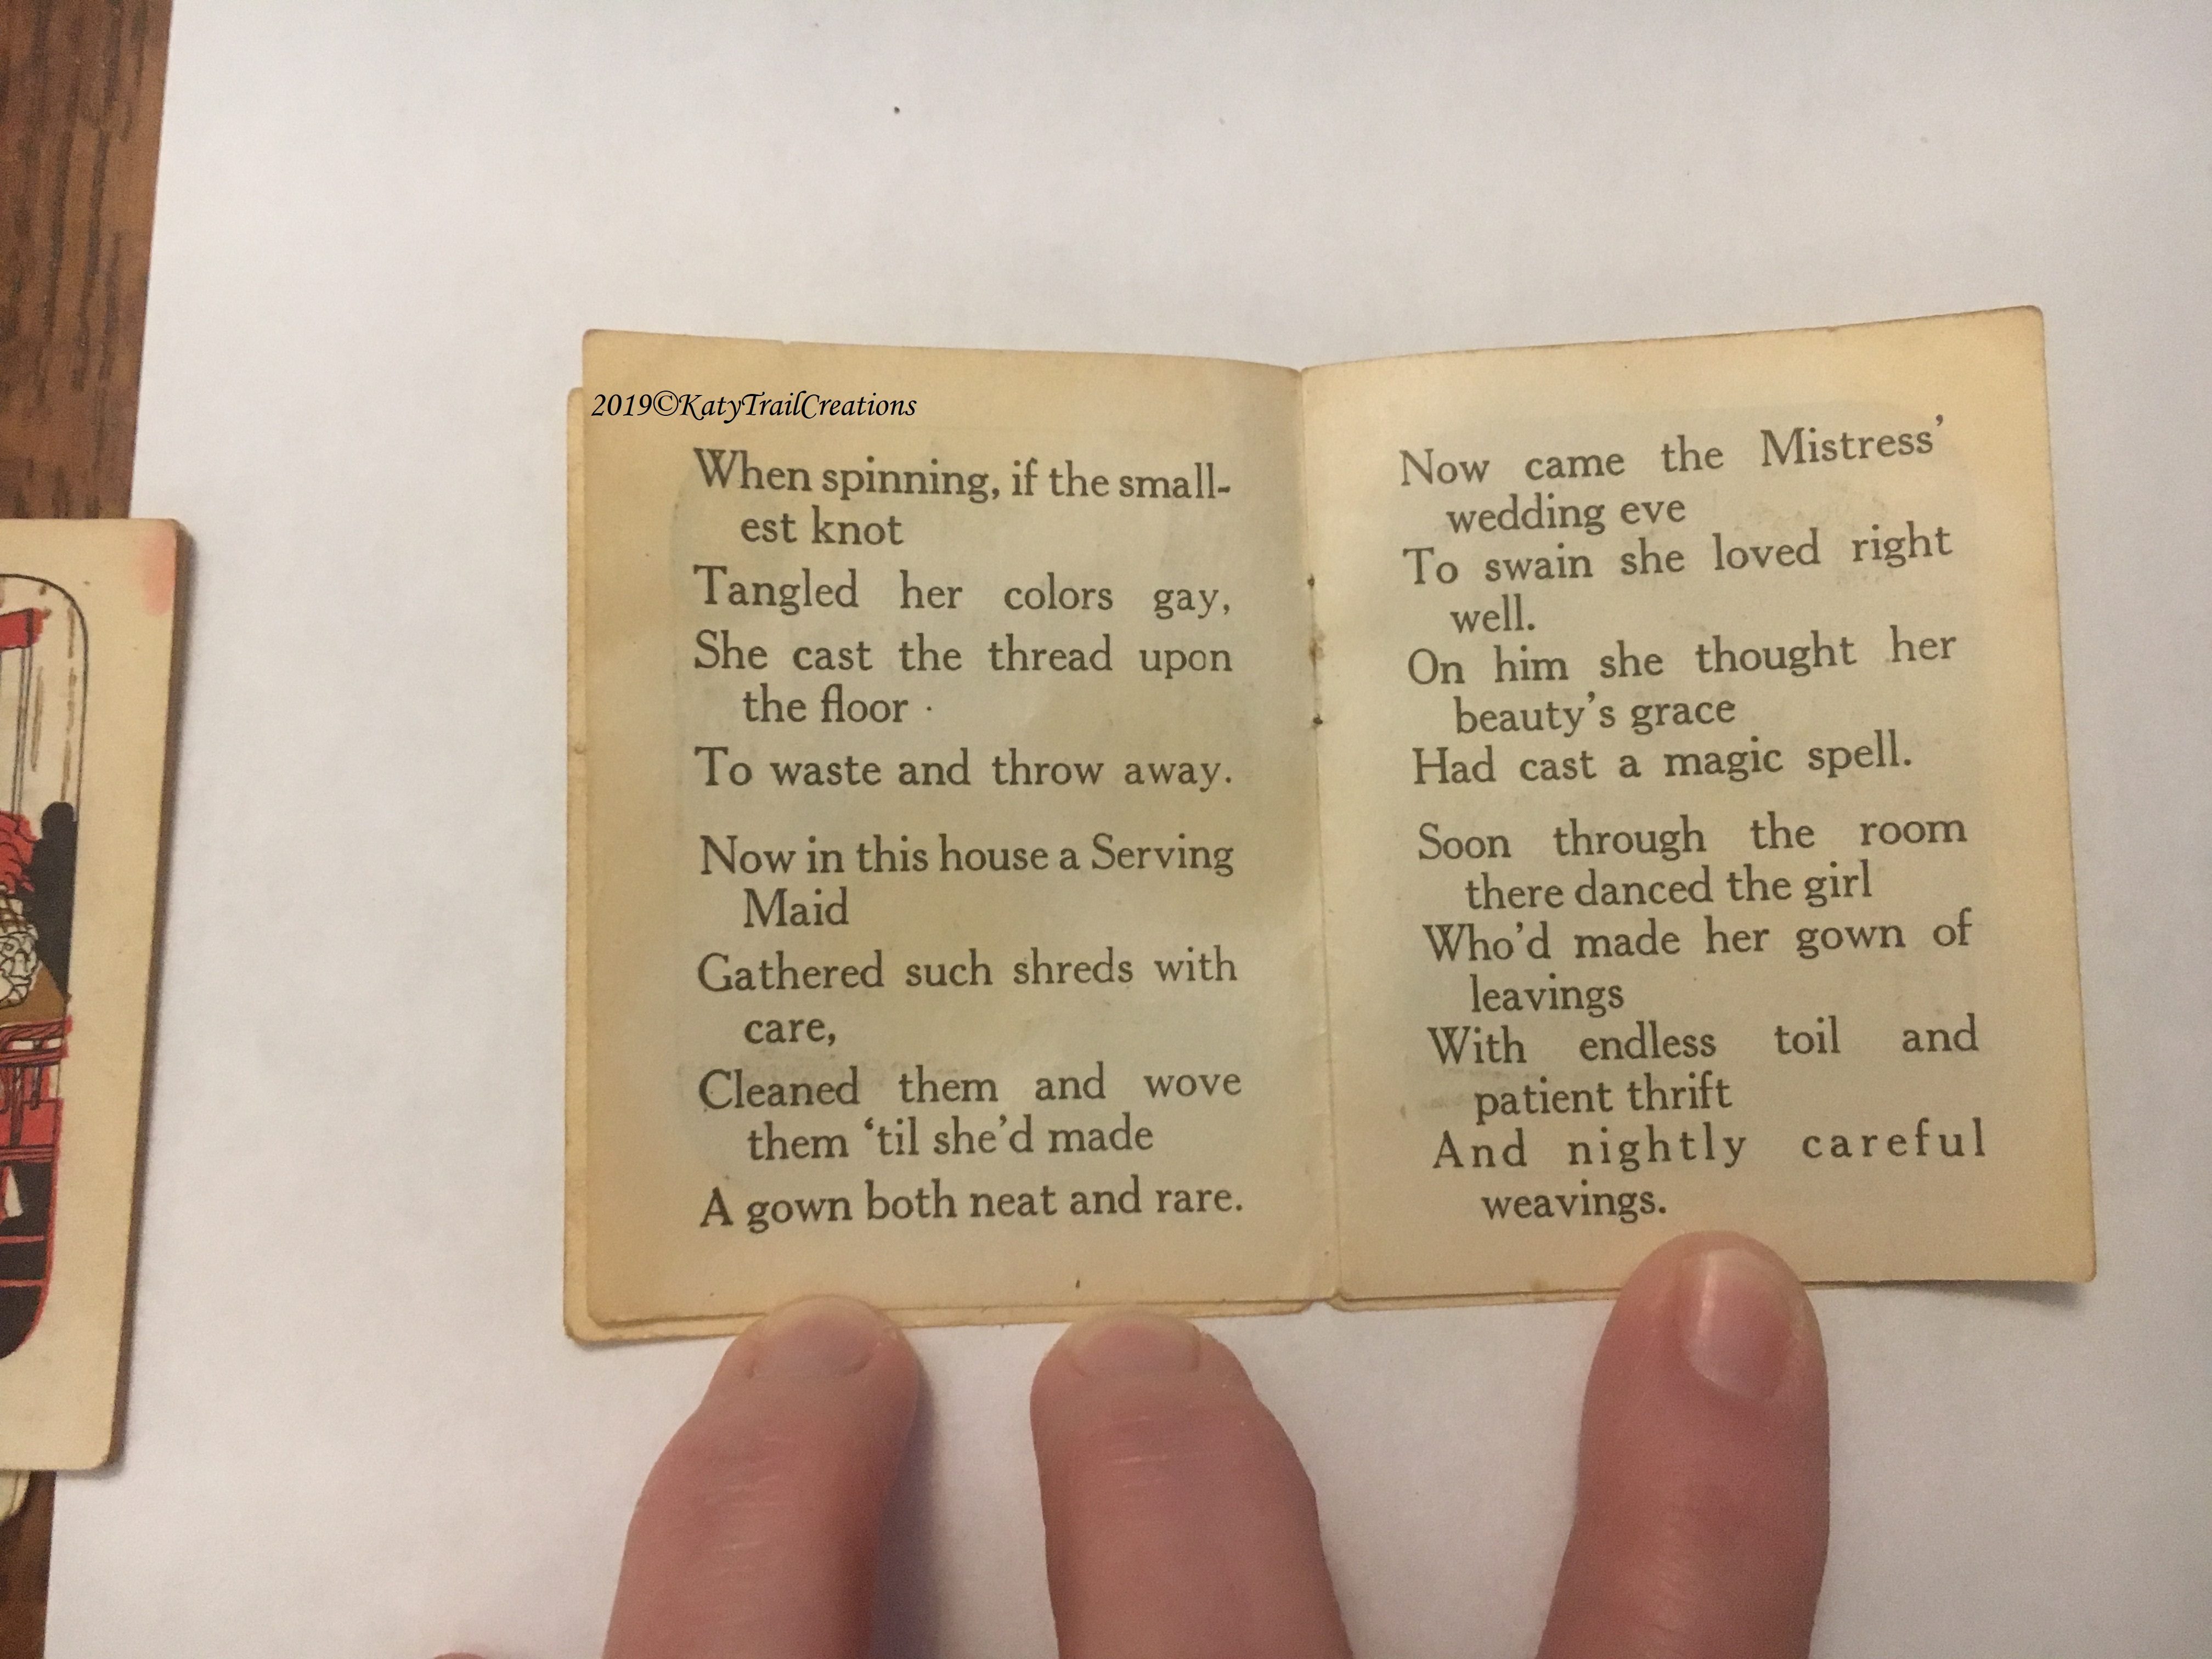 2019©KatyTrailCreations
When spinning, if the small-
est knot
Tangled her colors gay,
She cast the thread upon
the floor
To waste and throw away.
Now in this house a Serving
Maid
Gathered such shreds with
care,
Cleaned them and wove
them ‘til she’d made
A gown both neat and rare.
Now came the Mistress’
wedding eve
To swain she loved right
well.
On him she thought her
beauty’s grace
Had cast a magic spell.
Soon through the room
there danced the girl
Who’d made her gown of
leavings
With endless toil and
patient thrift
And nightly careful
weavings.